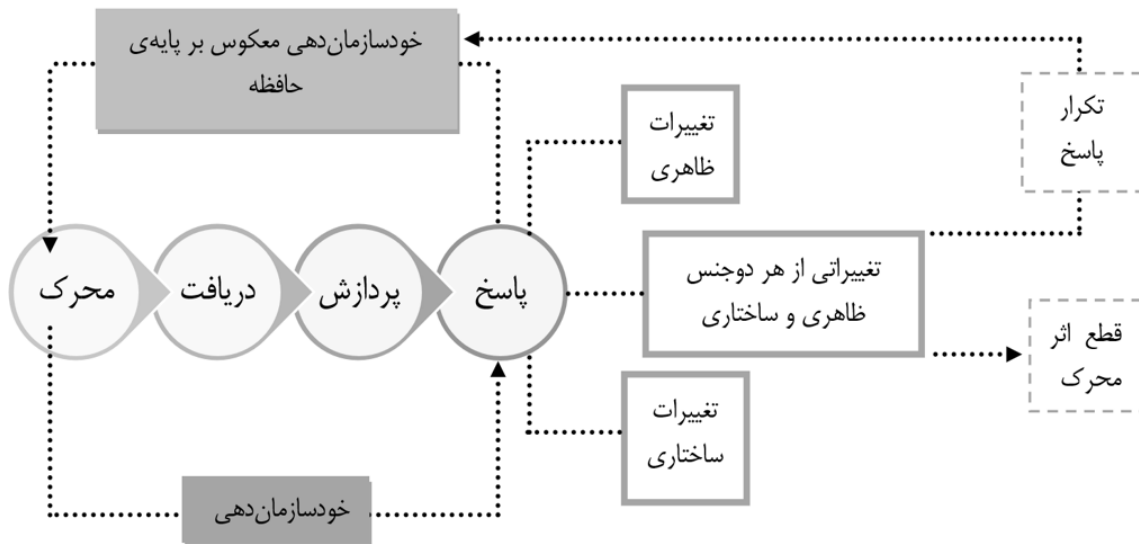 خودسازمان‌دهی معکوس بر پایه‌ی
حافظه
تکرار
پاسخ
تغییرات
ظاهری
محرک
دریافت
پردازش
پاسخ
تغییراتی از هر دوجنس
ظاهری و ساختاری
قطع اثر
محرک
تغییرات
ساختاری
خودسازمان‌دهی